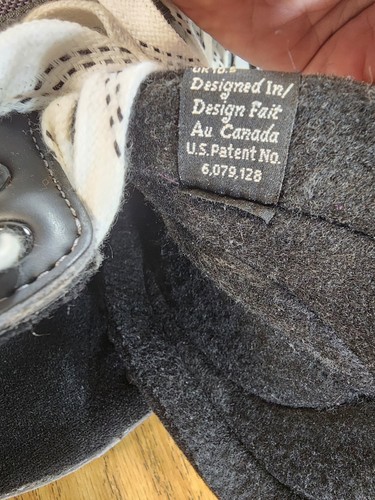 Designed In/
Design Fait
Au Canada
U.S. Patent No.
6,079,128